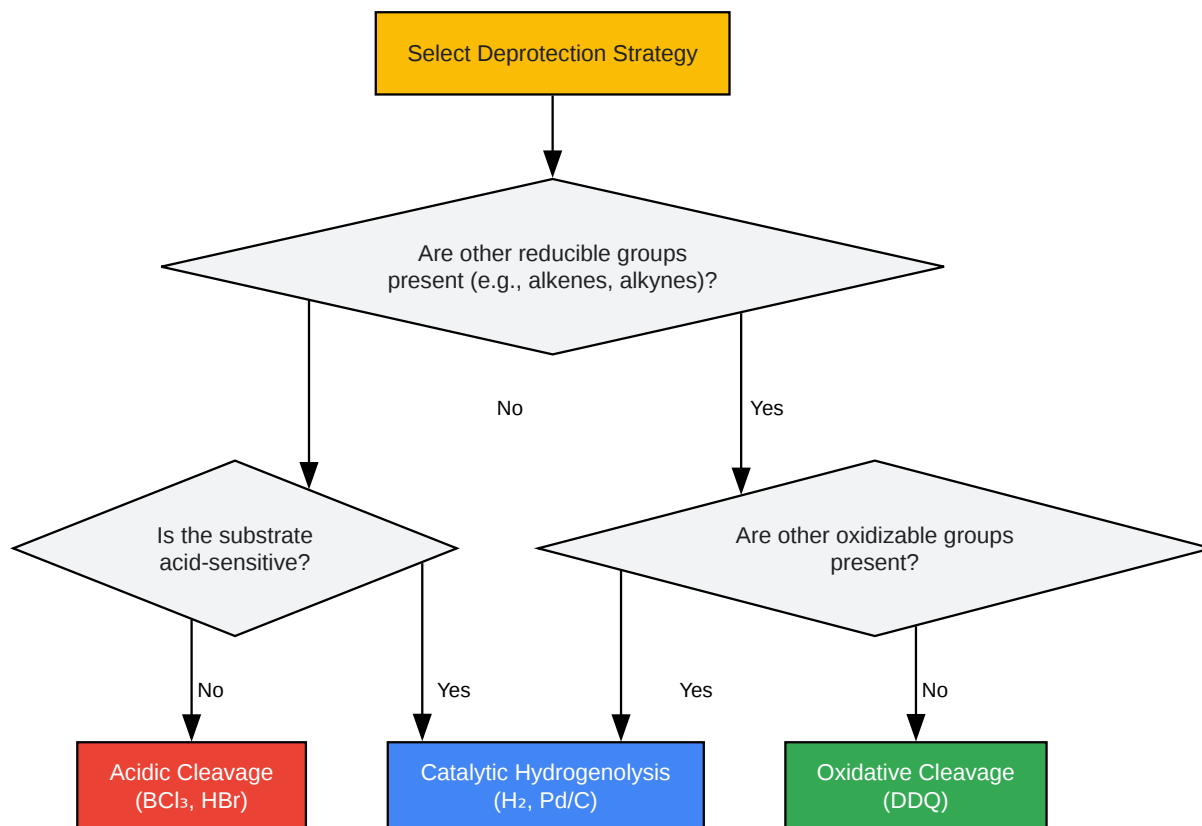 Select Deprotection Strategy
Are other reducible groups
present (e.g., alkenes, alkynes)?
No
Yes
Is the substrate
acid-sensitive?
Are other oxidizable groups
present?
No
Yes
Yes
No
Acidic Cleavage
(BCl₃, HBr)
Catalytic Hydrogenolysis
(H₂, Pd/C)
Oxidative Cleavage
(DDQ)